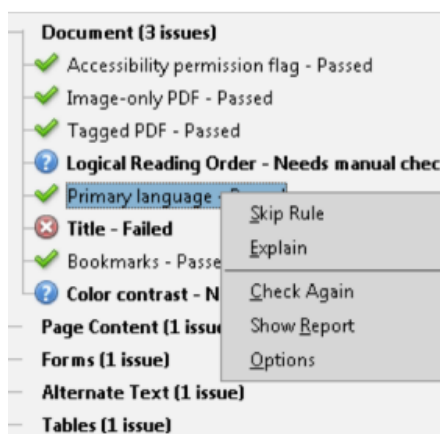 Document (3 issues)
Accessibility permission flag - Passed
Image-only PDF - Passed
Tagged PDF - Passed
Logical Reading Order - Needs manual chec
Primary language -
Title - Failed
Bookmarks - Passe
Color contrast - N
Page Content (1 issu
Forms (1 issue)
Alternate Text (1 issue)
Tables (1 issue)
Skip Rule
Explain
Check Again
Show Report
Options